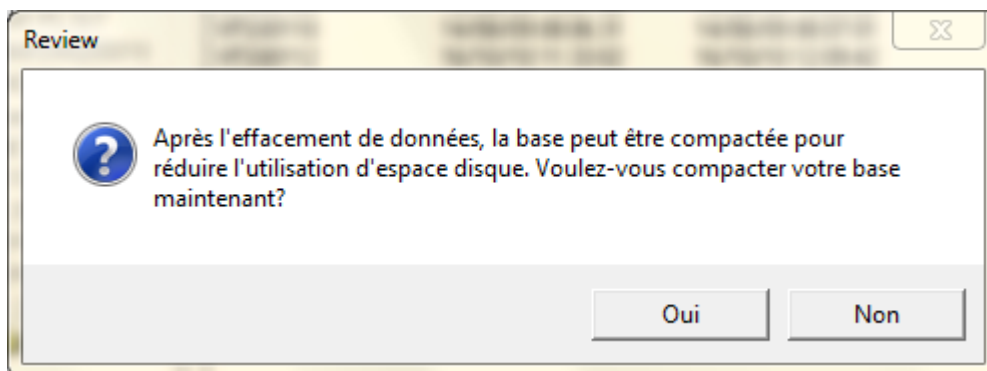 Review
Après l'effacement de données, la base peut être compactée pour
réduire l'utilisation d'espace disque. Voulez-vous compacter votre base
maintenant?
Oui
Non